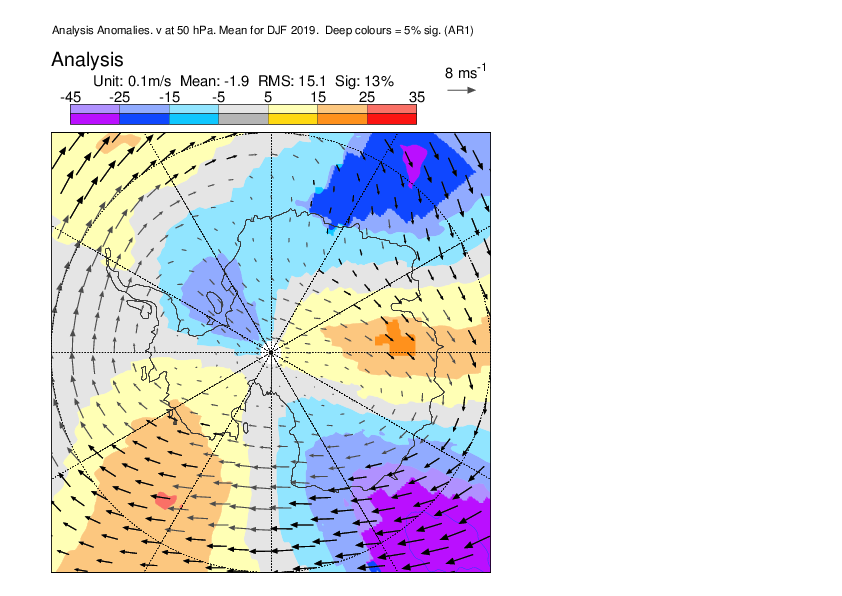 Analysis Anomalies. v at 50 hPa. Mean for DJF 2019. Deep colours = 5% sig. (AR1)
Analysis
8 ms-1
Unit: 0.1m/s Mean: -1.9 RMS: 15.1 Sig: 13%
-45 -25 -15 -5 5 15 25 35